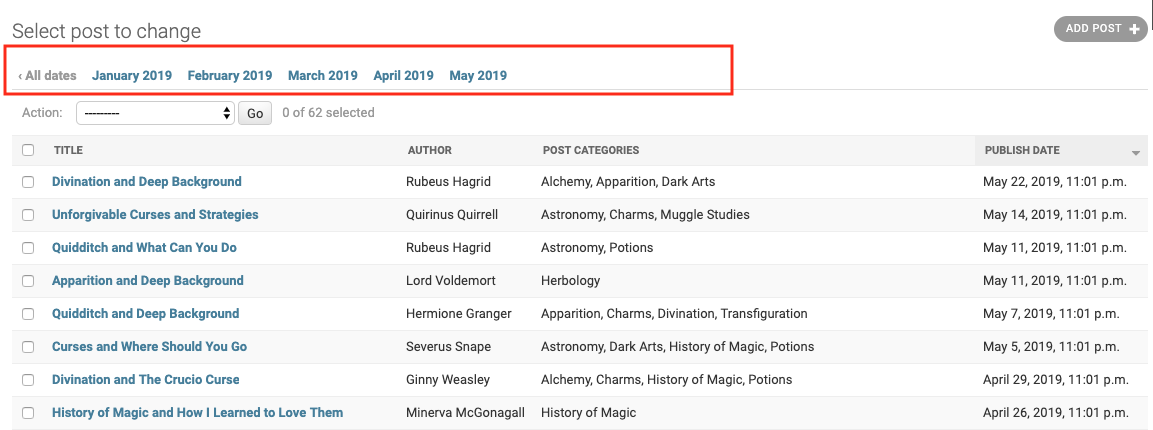 Select post to change
ADD POST +
‹ All dates January 2019 February 2019 March 2019 April 2019 May 2019
Action: --------- Go 0 of 62 selected
TITLE AUTHOR POST CATEGORIES PUBLISH DATE
Divination and Deep Background Rubeus Hagrid Alchemy, Apparition, Dark Arts May 22, 2019, 11:01 p.m.
Unforgivable Curses and Strategies Quirinus Quirrell Astronomy, Charms, Muggle Studies May 14, 2019, 11:01 p.m.
Quidditch and What Can You Do Rubeus Hagrid Astronomy, Potions May 11, 2019, 11:01 p.m.
Apparition and Deep Background Lord Voldemort Herbology May 11, 2019, 11:01 p.m.
Quidditch and Deep Background Hermione Granger Apparition, Charms, Divination, Transfiguration May 7, 2019, 11:01 p.m.
Curses and Where Should You Go Severus Snape Astronomy, Dark Arts, History of Magic, Potions May 5, 2019, 11:01 p.m.
Divination and The Crucio Curse Ginny Weasley Alchemy, Charms, History of Magic, Potions April 29, 2019, 11:01 p.m.
History of Magic and How I Learned to Love Them Minerva McGonagall History of Magic April 26, 2019, 11:01 p.m.